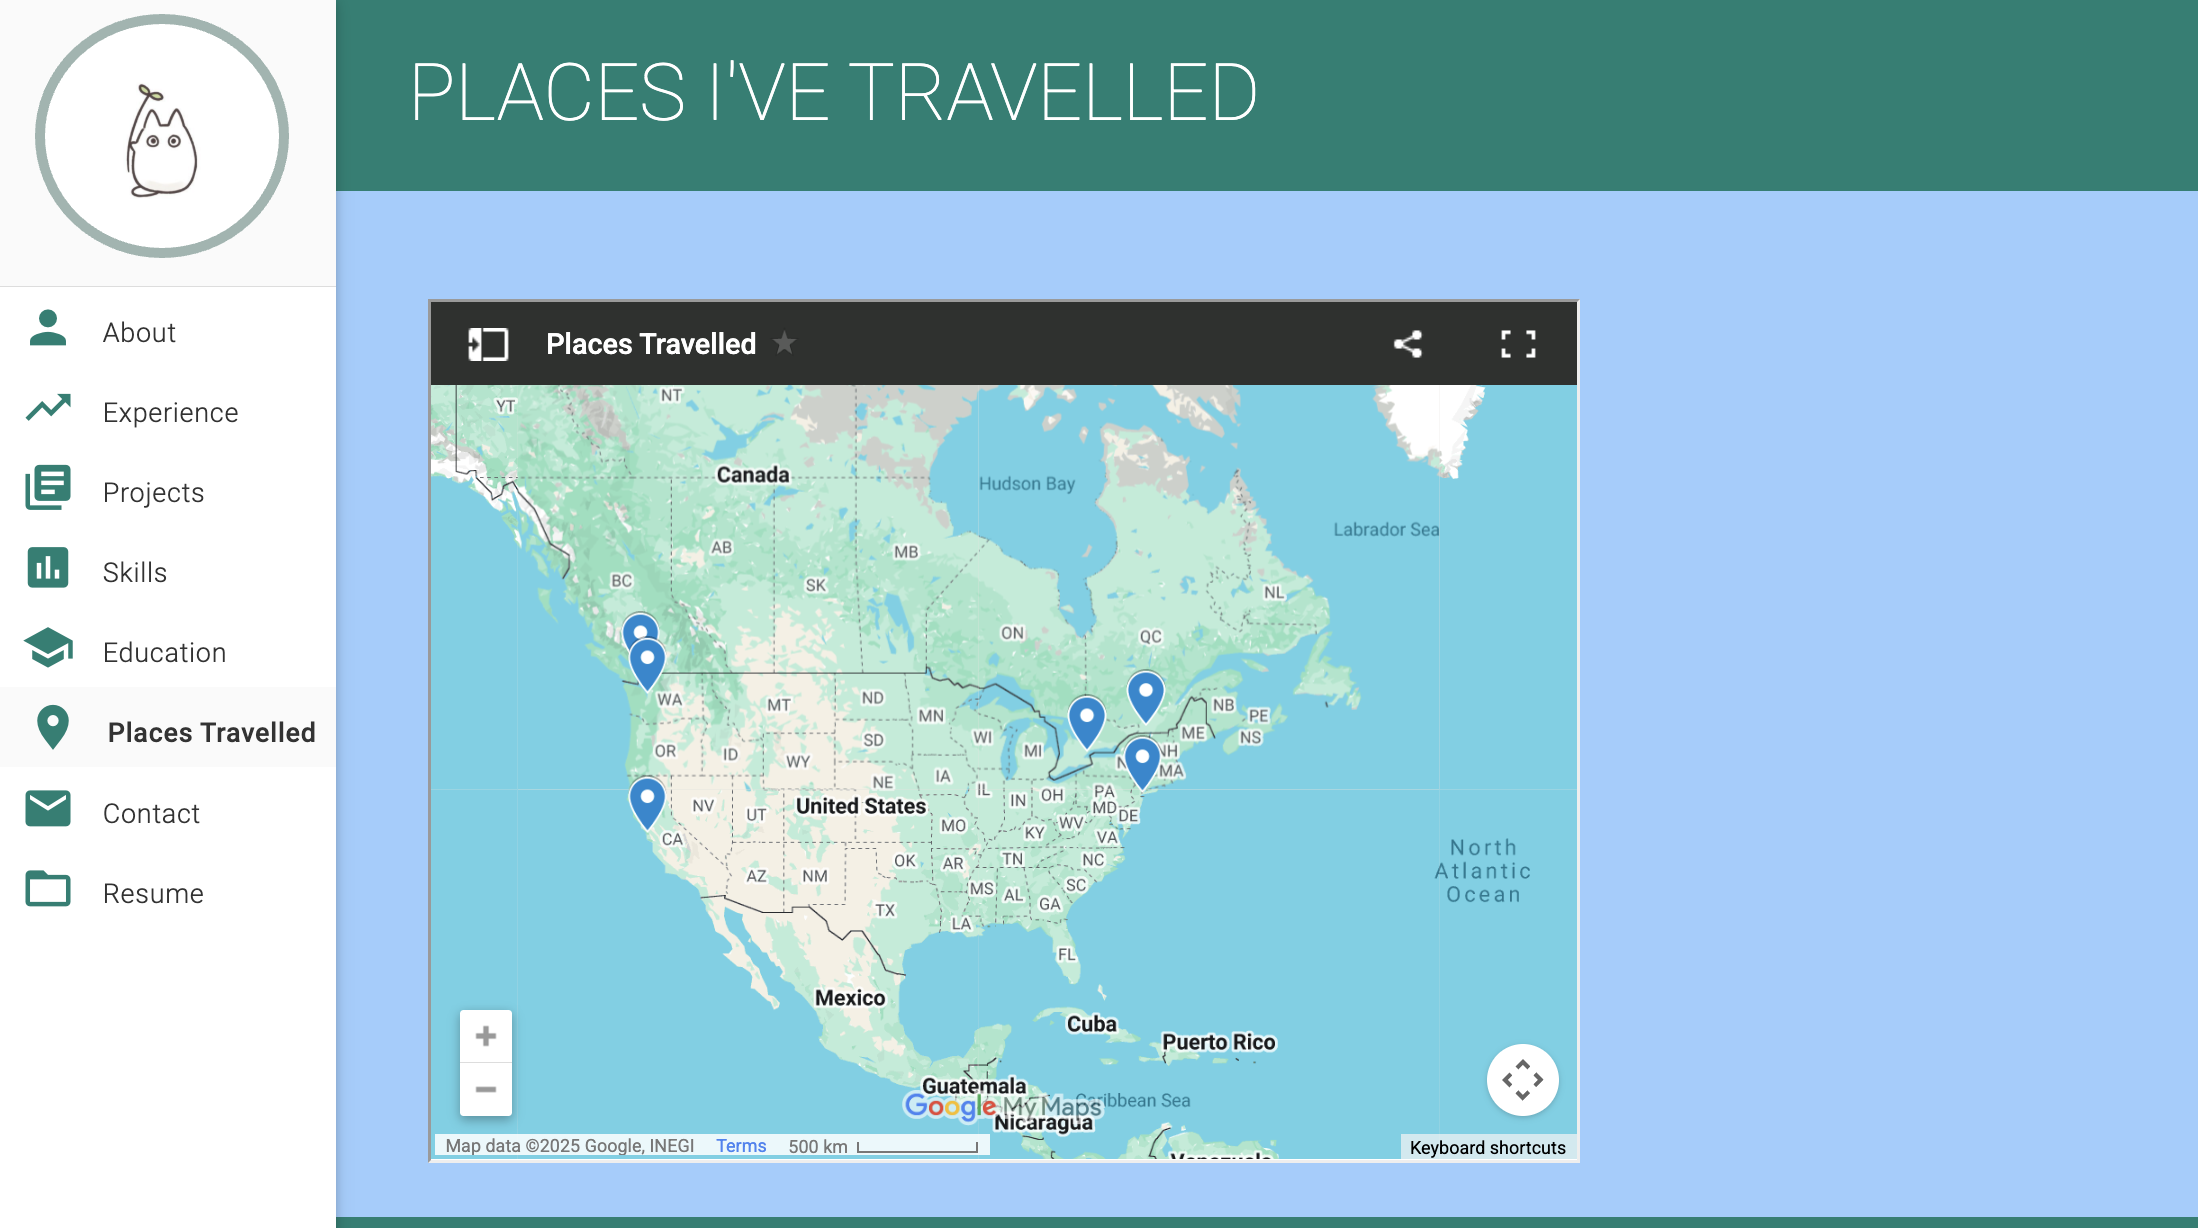 PLACES I'VE TRAVELLED
About
Experience
Projects
Skills
Education
Places Travelled
Contact
Resume
Places Travelled
YT
NT
Canada
Hudson Bay
Labrador Sea
AB
MB
BC
SK
NL
ON
QC
WA
MT
ND
MN
NB
PE
NS
ME
OR
ID
SD
WI
MI
NH
WY
MA
NE
IA
IL
IN
OH
PA
MD
DE
NV
UT
United States
MO
KY
WV
VA
CA
OK
AR
TN
NC
AZ
NM
MS
AL
SC
GA
TX
LA
FL
North
Atlantic
Ocean
Mexico
Cuba
Puerto Rico
Guatemala
Caribbean Sea
Google My Maps
Nicaragua
Venezuela
Map data ©2025 Google, INEGI Terms 500 km
Keyboard shortcuts